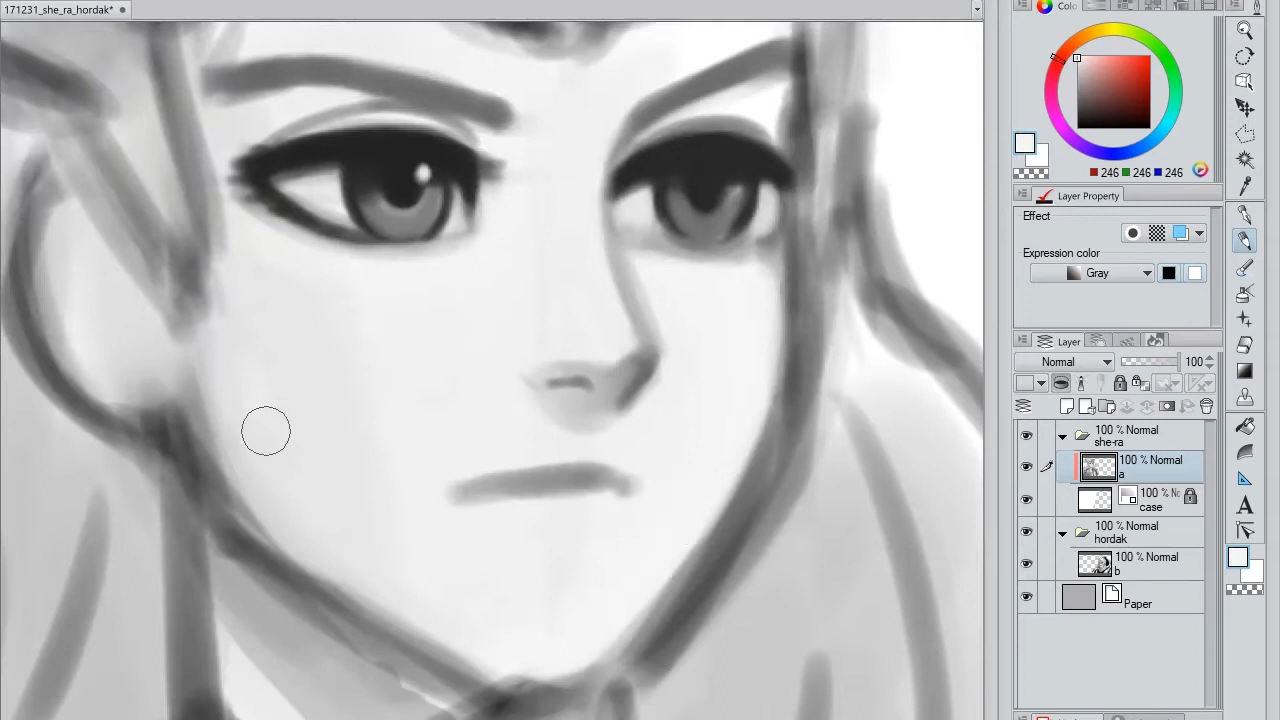 171231_she_ra_hordak*
Colo
246 246 246
Layer Property
Effect
Expression color
Gray
Layer
Normal 100
100 % Normal
she-ra
100 % Normal
a
100 % Nc
case
100 % Normal
hordak
100 % Normal
b
Paper
A